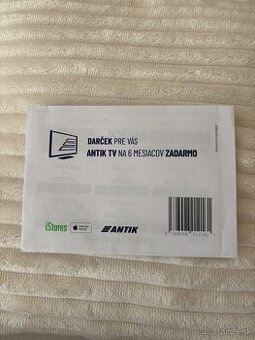 DARČEK PRE VÁS
ANTIK TV NA 6 MESIACOV ZADARMO
iStores
ANTIK